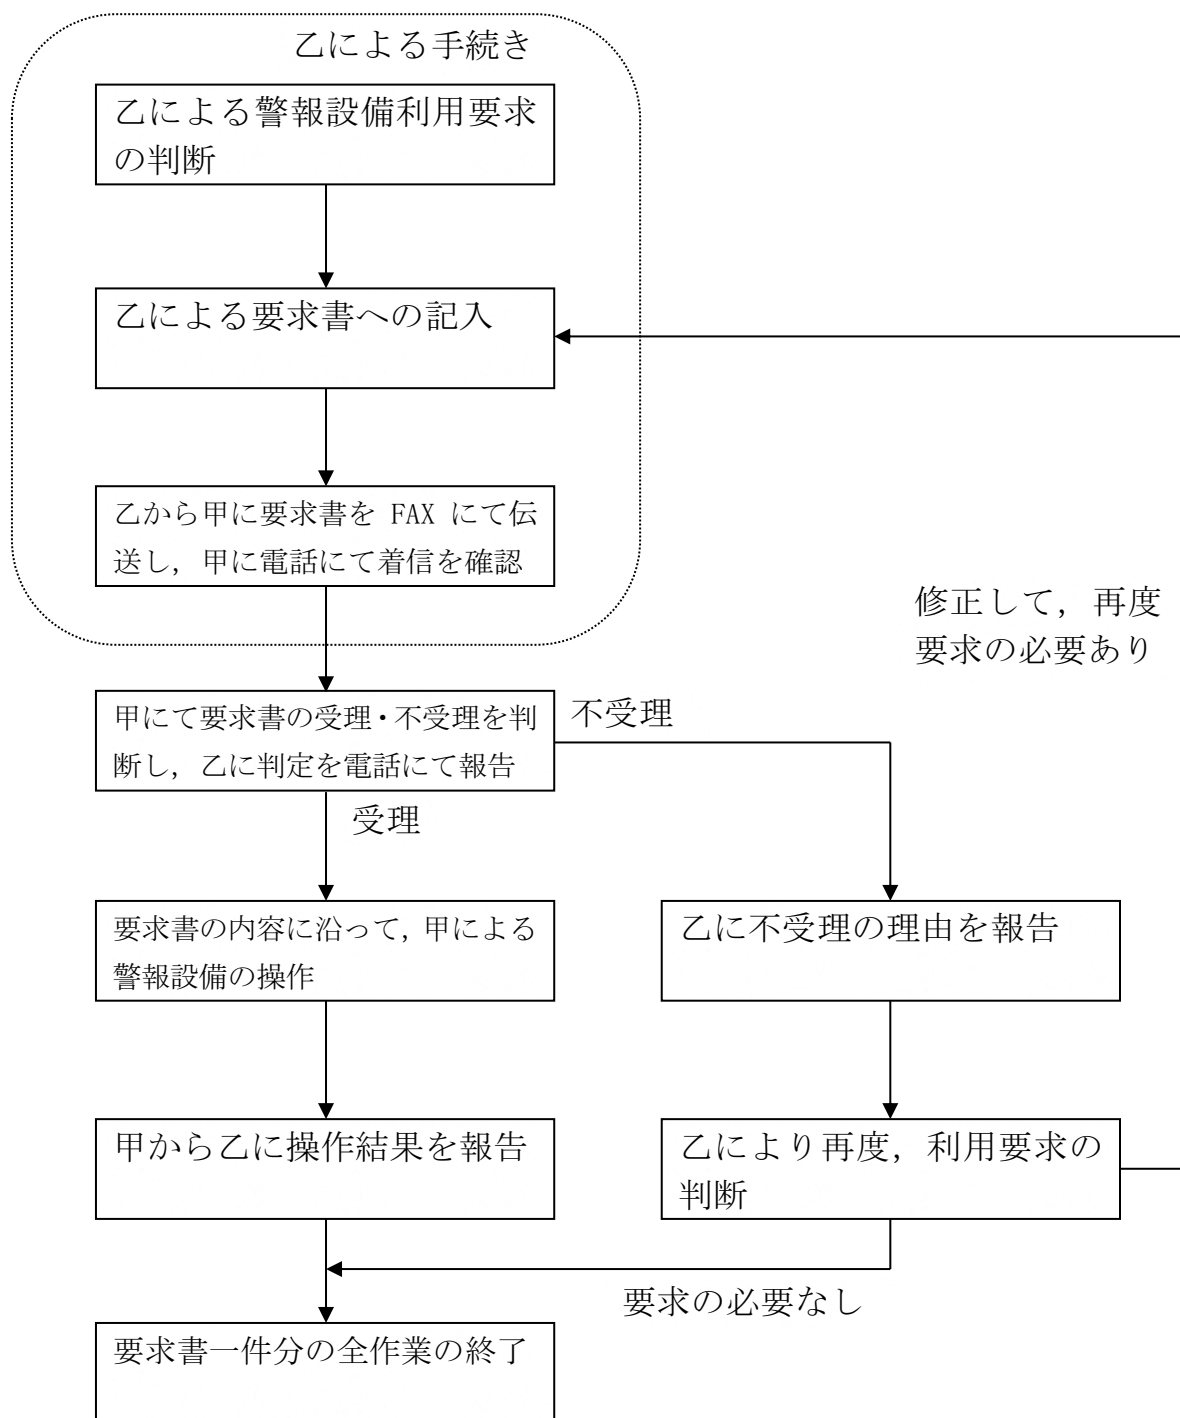 乙による手続き
乙による警報設備利用要求
の判断
乙による要求書への記入
乙から甲に要求書を FAX にて伝
送し，甲に電話にて着信を確認
修正して，再度
要求の必要あり
甲にて要求書の受理・不受理を判
断し，乙に判定を電話にて報告
不受理
受理
要求書の内容に沿って，甲による
警報設備の操作
乙に不受理の理由を報告
甲から乙に操作結果を報告
乙により再度，利用要求の
判断
要求の必要なし
要求書一件分の全作業の終了